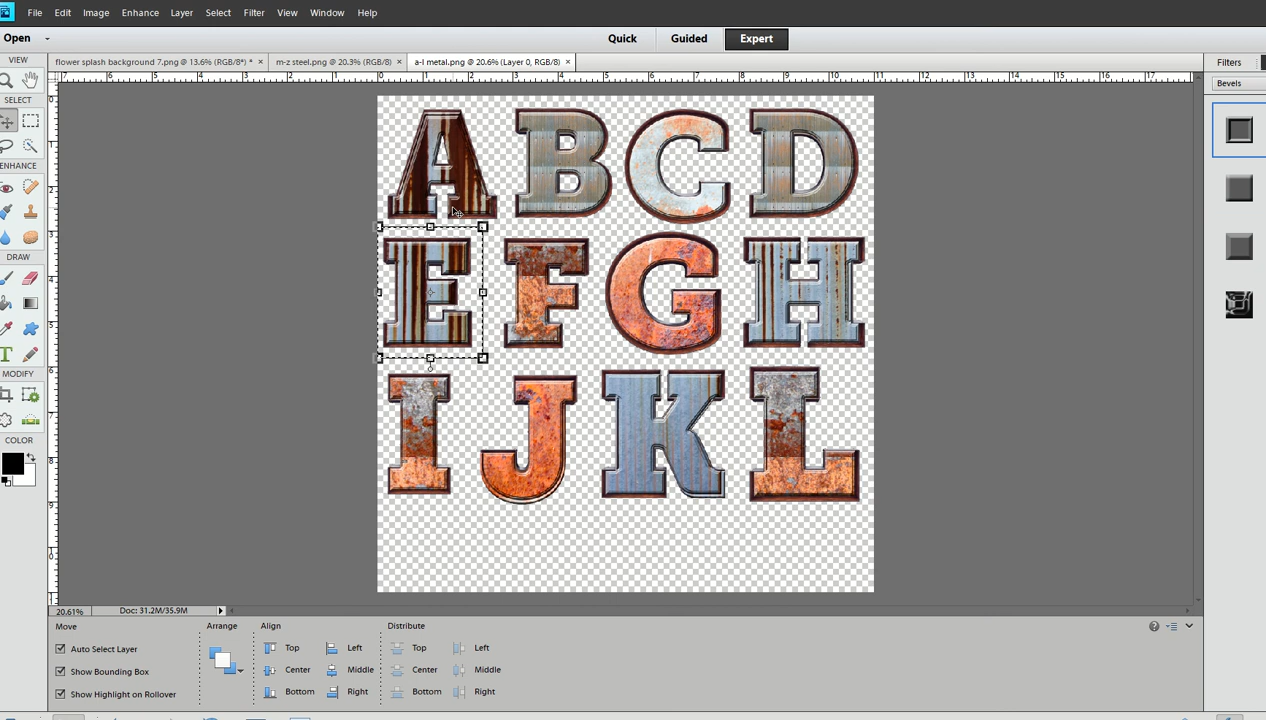 File Edit Image Enhance Layer Select Filter View Window Help
Open Quick Guided Expert
VIEW flower splash background 7.png @ 13.6% (RGB/8*) * × m-z steel.png @ 20.3% (RGB/8) × a-l metal.png @ 20.6% (Layer 0, RGB/8) × Filters
Bevels
SELECT
ENHANCE
DRAW
MODIFY
COLOR
A B C D
E F G H
I J K L
20.61% Doc: 31.2M/35.9M
Move Arrange Align Distribute
Auto Select Layer Top Left Top Left
Show Bounding Box Center Middle Center Middle
Show Highlight on Rollover Bottom Right Bottom Right